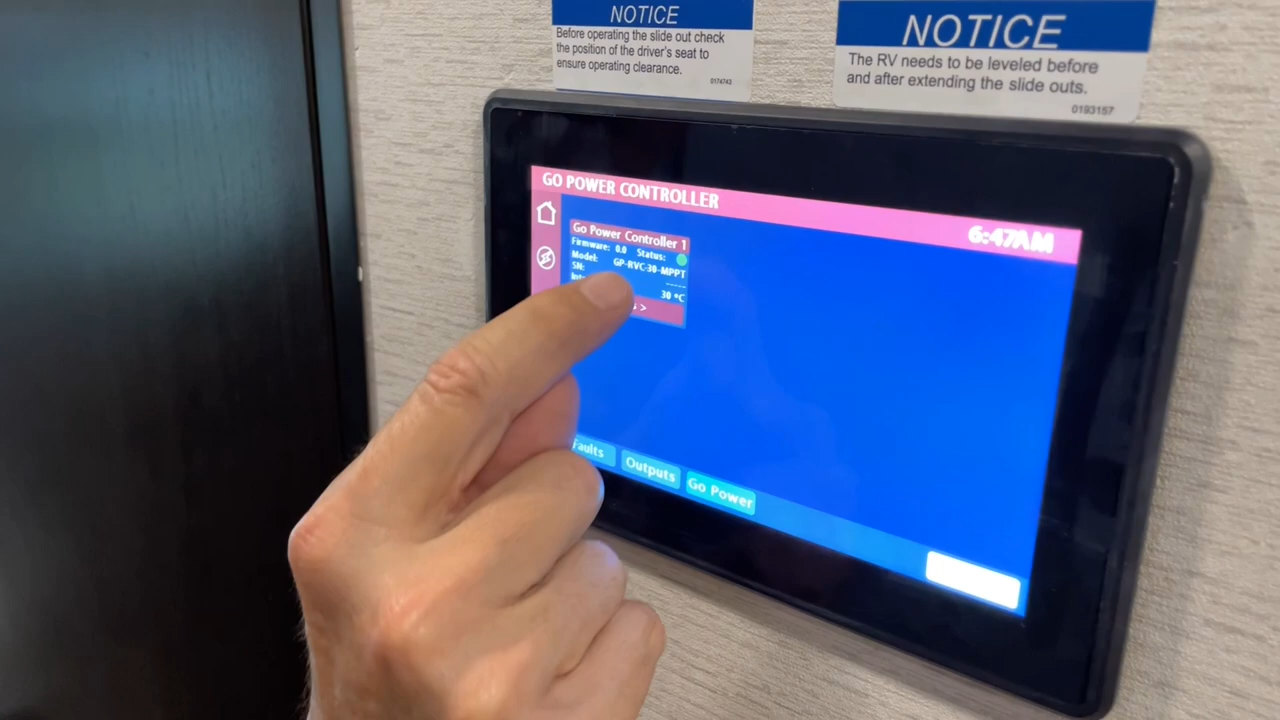 NOTICE
Before operating the slide out check
the position of the driver's seat to
ensure operating clearance.
0174743
NOTICE
The RV needs to be leveled before
and after extending the slide outs.
0193157
GO POWER CONTROLLER
6:47AM
Go Power Controller 1
Firmware: 0.0 Status:
Model: GP-RVC-30-MPPT
SN: -----
30 °C
>
Faults
Outputs
Go Power